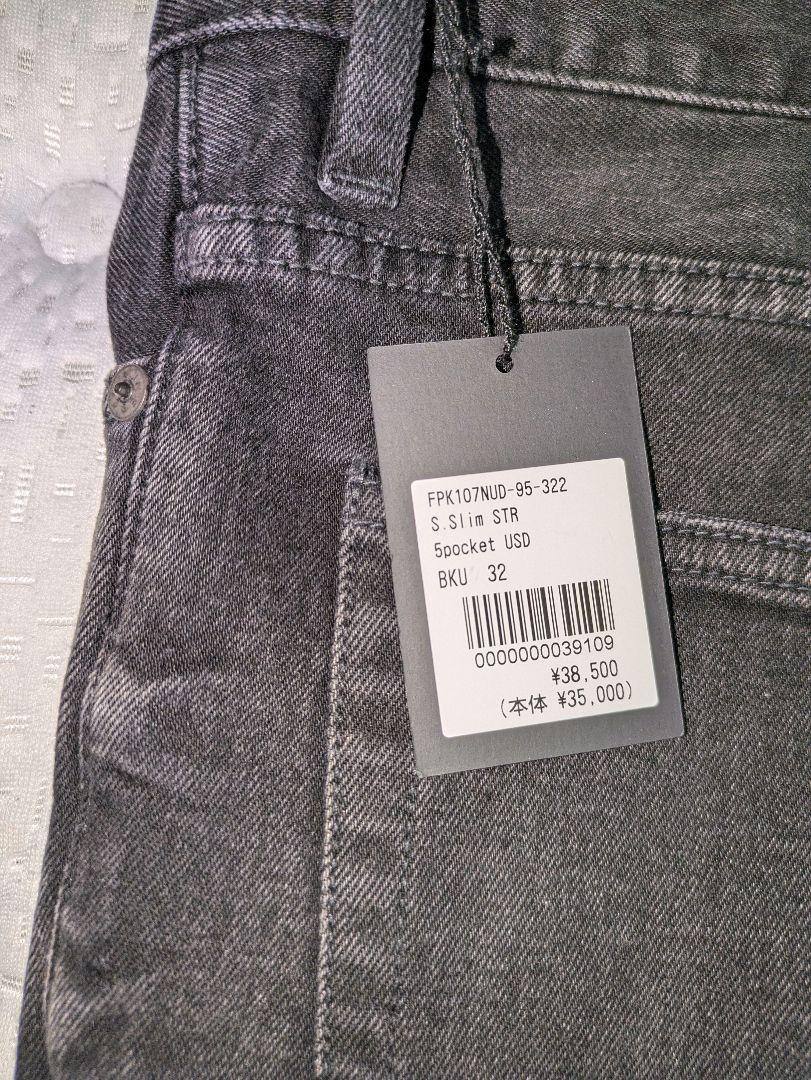 FPK107NUD-95-322
S.Slim STR
5pocket USD
BKU 32
0000000039109
¥38,500
(本体 ¥35,000)